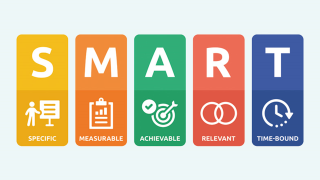 S M A R T
SPECIFIC MEASURABLE ACHIEVABLE RELEVANT TIME-BOUND